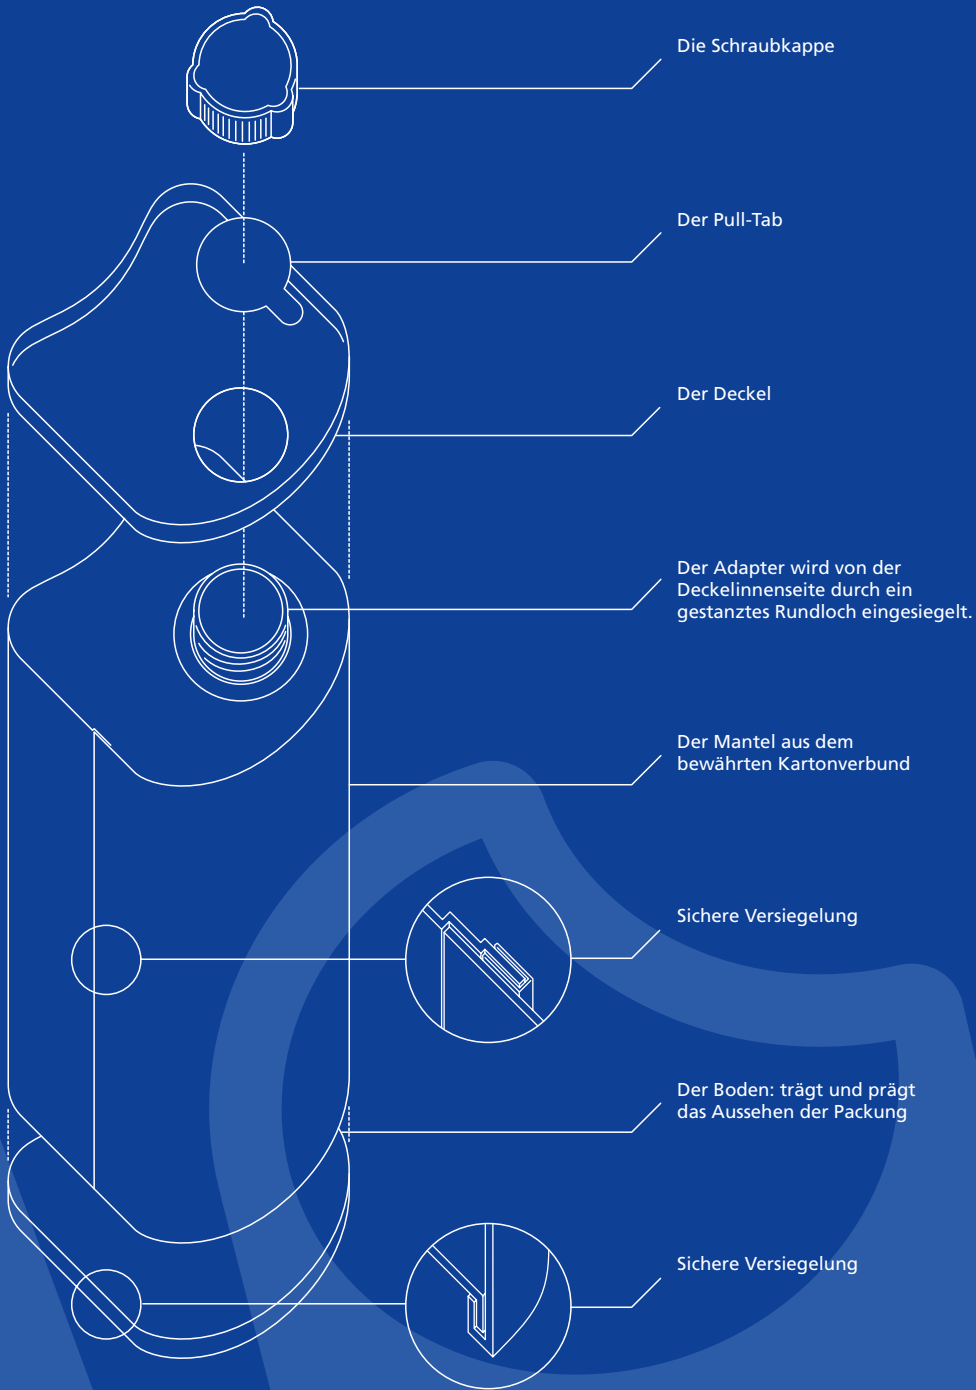 Die Schraubkappe
Der Pull-Tab
Der Deckel
Der Adapter wird von der
Deckelinnenseite durch ein
gestanztes Rundloch eingesiegelt.
Der Mantel aus dem
bewährten Kartonverbund
Sichere Versiegelung
Der Boden: trägt und prägt
das Aussehen der Packung
Sichere Versiegelung